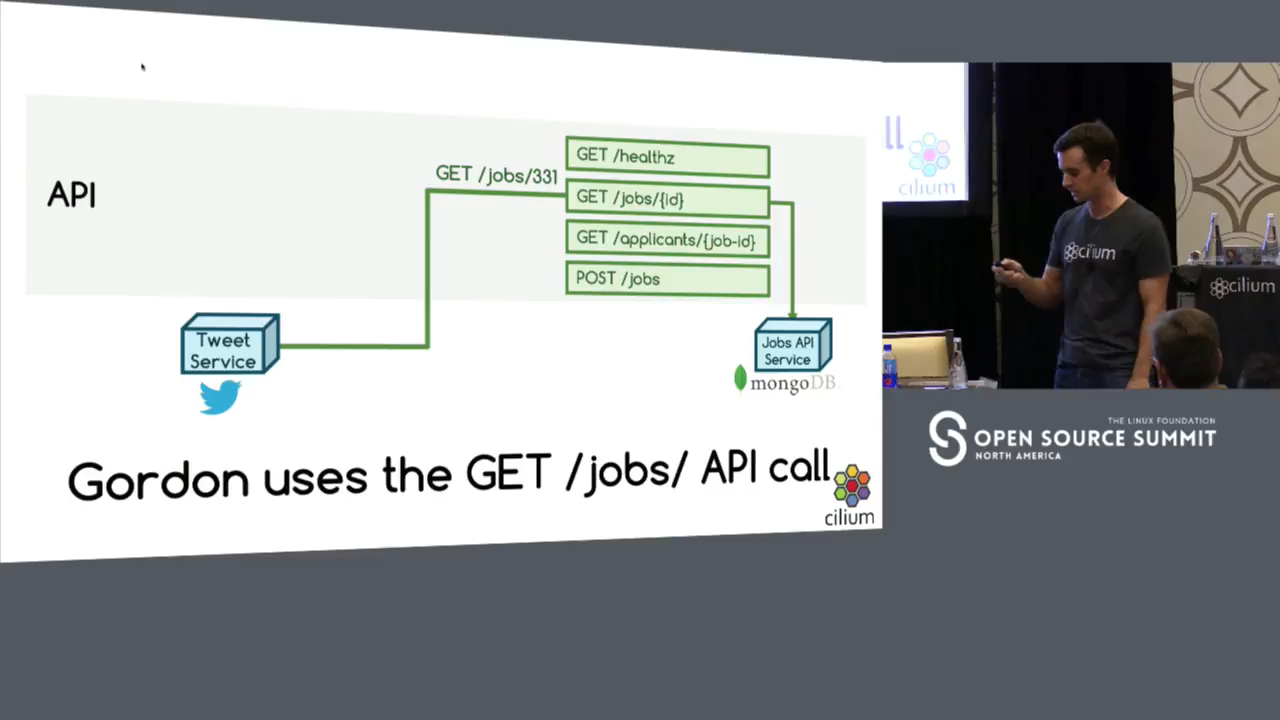 API
GET /jobs/331
GET /healthz
GET /jobs/{id}
GET /applicants/{job-id}
POST /jobs
Tweet
Service
Jobs API
Service
mongoDB
Gordon uses the GET /jobs/ API call
cilium
ll
cilium
cilium
cilium
THE LINUX FOUNDATION
OPEN SOURCE SUMMIT
NORTH AMERICA